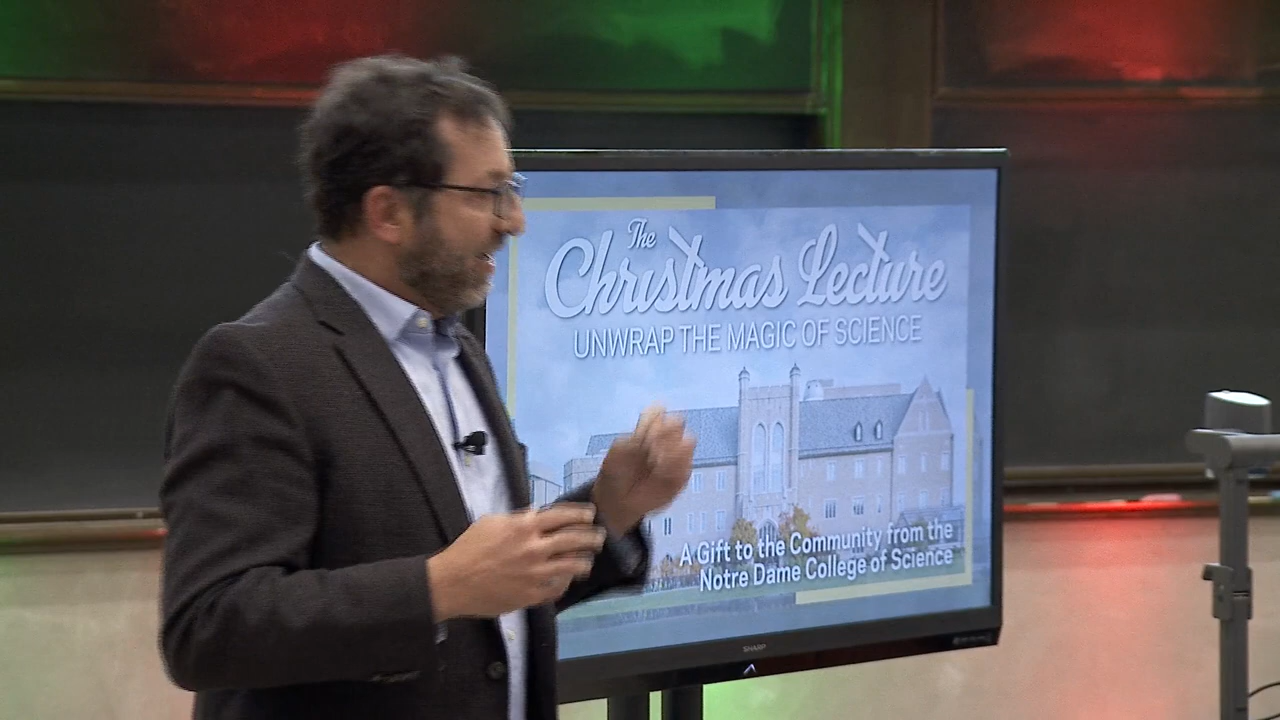 The
Christmas Lecture
UNWRAP THE MAGIC OF SCIENCE
A Gift to the Community from the
Notre Dame College of Science
SHARP